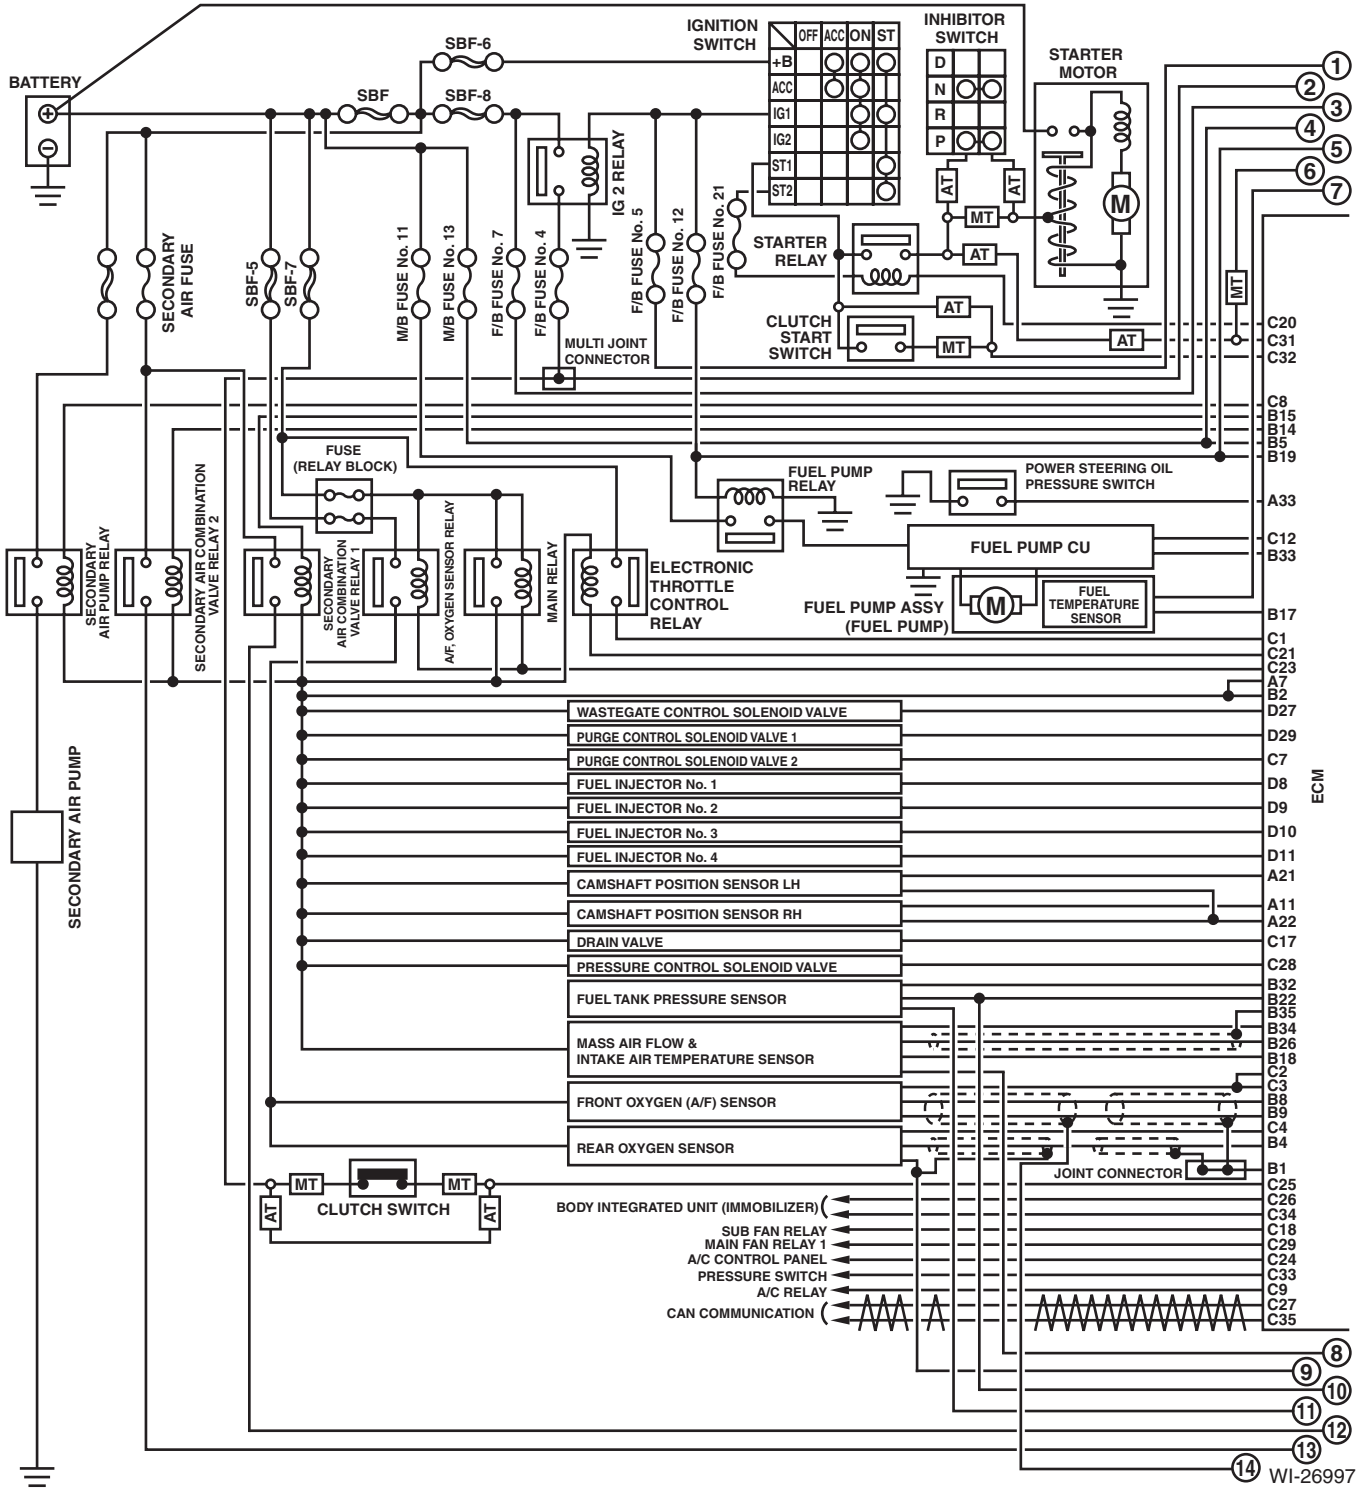 IGNITION
SWITCH
OFF ACC ON ST
+B
ACC
IG1
IG2
ST1
ST2
INHIBITOR
SWITCH
D
N
R
P
STARTER
MOTOR
M
BATTERY
SBF-6
SBF
SBF-8
IG 2 RELAY
AT
AT
MT
AT
MT
1
2
3
4
5
6
7
SECONDARY
AIR FUSE
SBF-5
SBF-7
M/B FUSE No. 11
M/B FUSE No. 13
F/B FUSE No. 7
F/B FUSE No. 4
F/B FUSE No. 5
F/B FUSE No. 12
F/B FUSE No. 21
STARTER
RELAY
AT
CLUTCH
START
SWITCH
MT
AT
MULTI JOINT
CONNECTOR
C20
C31
C32
C8
B15
B14
B5
B19
FUSE
(RELAY BLOCK)
FUEL PUMP
RELAY
POWER STEERING OIL
PRESSURE SWITCH
A33
FUEL PUMP CU
C12
B33
SECONDARY
AIR PUMP RELAY
SECONDARY AIR COMBINATION
VALVE RELAY 2
SECONDARY
AIR COMBINATION
VALVE RELAY 1
A/F, OXYGEN SENSOR RELAY
MAIN RELAY
ELECTRONIC
THROTTLE
CONTROL
RELAY
FUEL PUMP ASSY
(FUEL PUMP)
M
FUEL
TEMPERATURE
SENSOR
B17
C1
C21
C23
A7
B2
WASTEGATE CONTROL SOLENOID VALVE
D27
PURGE CONTROL SOLENOID VALVE 1
D29
PURGE CONTROL SOLENOID VALVE 2
C7
FUEL INJECTOR No. 1
D8
FUEL INJECTOR No. 2
D9
FUEL INJECTOR No. 3
D10
FUEL INJECTOR No. 4
D11
ECM
SECONDARY AIR PUMP
CAMSHAFT POSITION SENSOR LH
A21
CAMSHAFT POSITION SENSOR RH
A11
A22
DRAIN VALVE
C17
PRESSURE CONTROL SOLENOID VALVE
C28
FUEL TANK PRESSURE SENSOR
B32
B22
B35
MASS AIR FLOW &
INTAKE AIR TEMPERATURE SENSOR
B34
B26
B18
C2
FRONT OXYGEN (A/F) SENSOR
C3
B8
B9
REAR OXYGEN SENSOR
C4
B4
JOINT CONNECTOR
B1
MT
MT
AT
AT
CLUTCH SWITCH
C25
BODY INTEGRATED UNIT (IMMOBILIZER)
C26
C34
SUB FAN RELAY
C18
MAIN FAN RELAY 1
C29
A/C CONTROL PANEL
C24
PRESSURE SWITCH
C33
A/C RELAY
C9
CAN COMMUNICATION
C27
C35
8
9
10
11
12
13
14
WI-26997